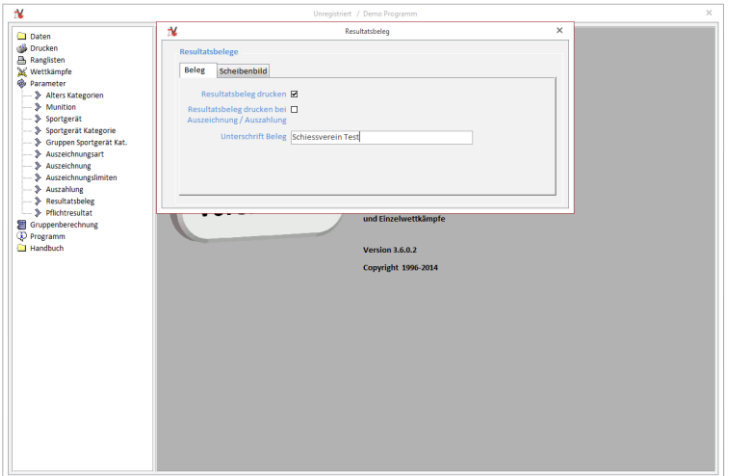 Unregistriert / Demo Programm
Daten
Drucken
Ranglisten
Wettkämpfe
Parameter
Alters Kategorien
Munition
Sportgerät
Sportgerät Kategorie
Gruppen Sportgerät Kat.
Auszeichnungsart
Auszeichnung
Auszeichnungslimiten
Auszahlung
Resultatsbeleg
Pflichtresultat
Gruppenberechnung
Programm
Handbuch
Resultatsbeleg
Resultatsbelege
Beleg Scheibenbild
Resultatsbeleg drucken
Resultatsbeleg drucken bei
Auszeichnung / Auszahlung
Unterschrift Beleg Schiessverein Test
und Einzelwettkämpfe
Version 3.6.0.2
Copyright 1996-2014